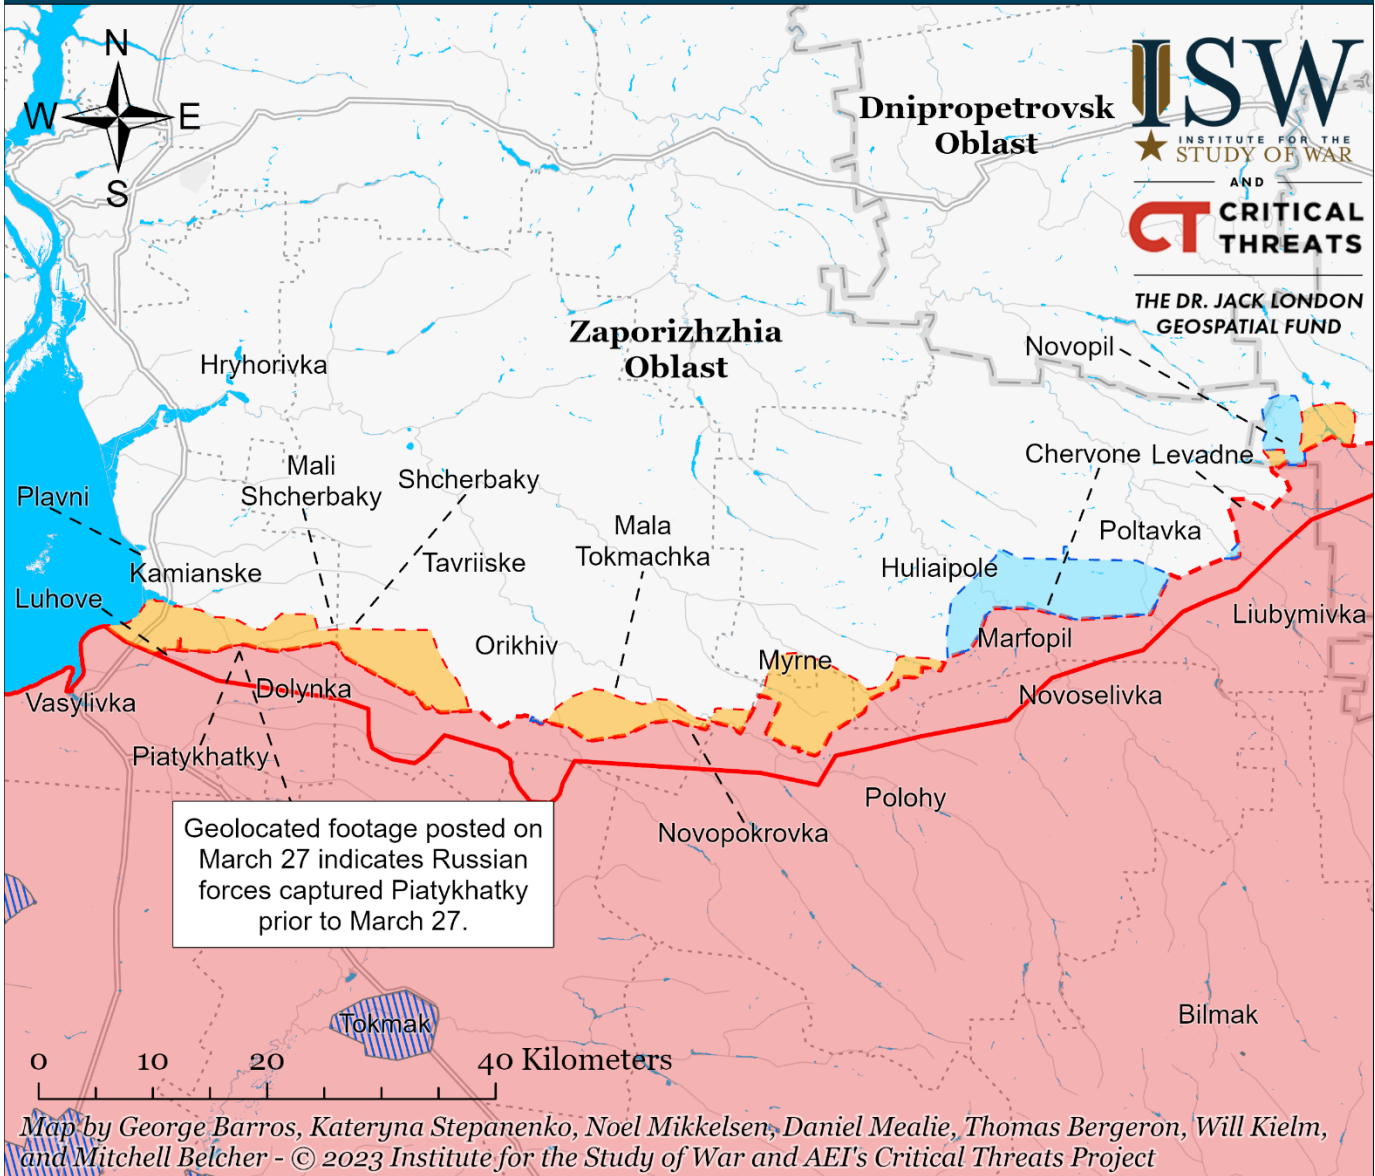 N
W
E
S
Dnipropetrovsk
Oblast
ISW
INSTITUTE FOR THE
STUDY OF WAR
AND
CT CRITICAL
THREATS
THE DR. JACK LONDON
GEOSPATIAL FUND
Zaporizhzhia
Oblast
Novopil
Hryhorivka
Chervone
Levadne
Mali
Shcherbaky
Shcherbaky
Plavni
Mala
Tokmachka
Poltavka
Tavriiske
Huliaipole
Kamianske
Luhove
Liubymivka
Orikhiv
Marfopil
Myrne
Dolynka
Novoselivka
Vasylivka
Piatykhatky
Polohy
Novopokrovka
Geolocated footage posted on
March 27 indicates Russian
forces captured Piatykhatky
prior to March 27.
Bilmak
Tokmak
0 10 20 40 Kilometers
Map by George Barros, Kateryna Stepanenko, Noel Mikkelsen, Daniel Mealie, Thomas Bergeron, Will Kielm,
and Mitchell Belcher - © 2023 Institute for the Study of War and AEI's Critical Threats Project